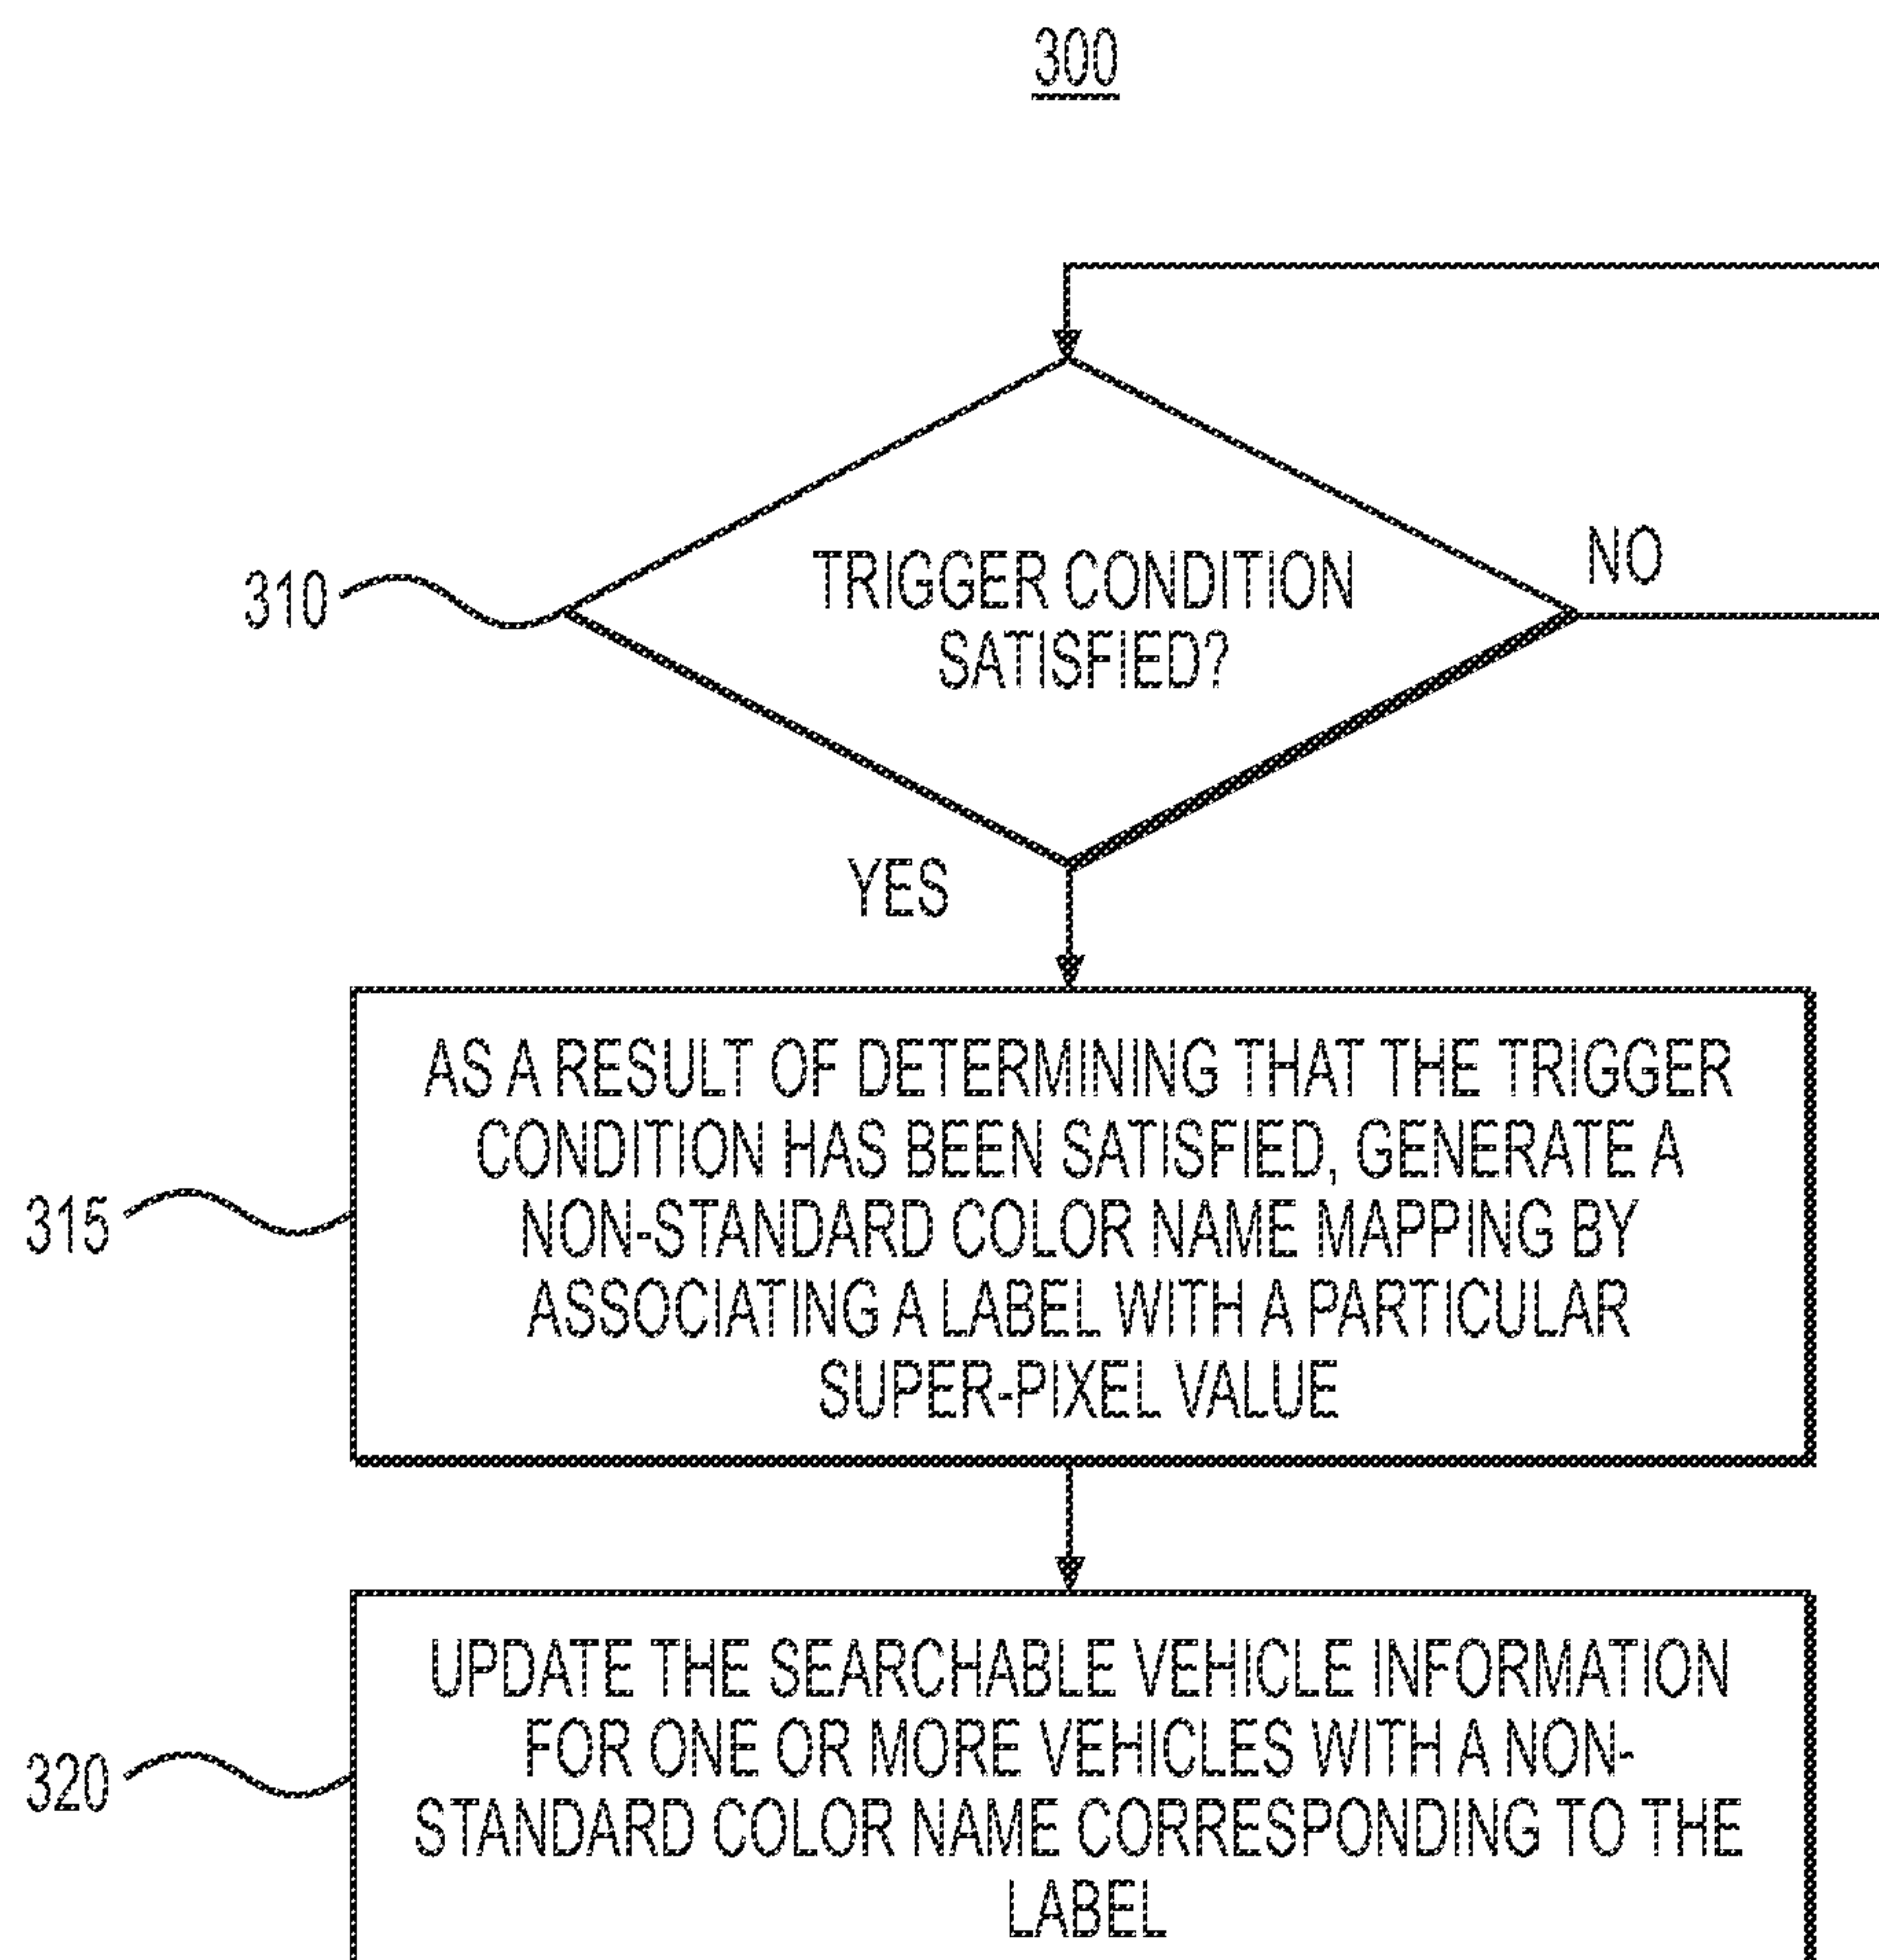 300
310
TRIGGER CONDITION
SATISFIED?
NO
YES
315
AS A RESULT OF DETERMINING THAT THE TRIGGER
CONDITION HAS BEEN SATISFIED, GENERATE A
NON-STANDARD COLOR NAME MAPPING BY
ASSOCIATING A LABEL WITH A PARTICULAR
SUPER-PIXEL VALUE
320
UPDATE THE SEARCHABLE VEHICLE INFORMATION
FOR ONE OR MORE VEHICLES WITH A NON-
STANDARD COLOR NAME CORRESPONDING TO THE
LABEL